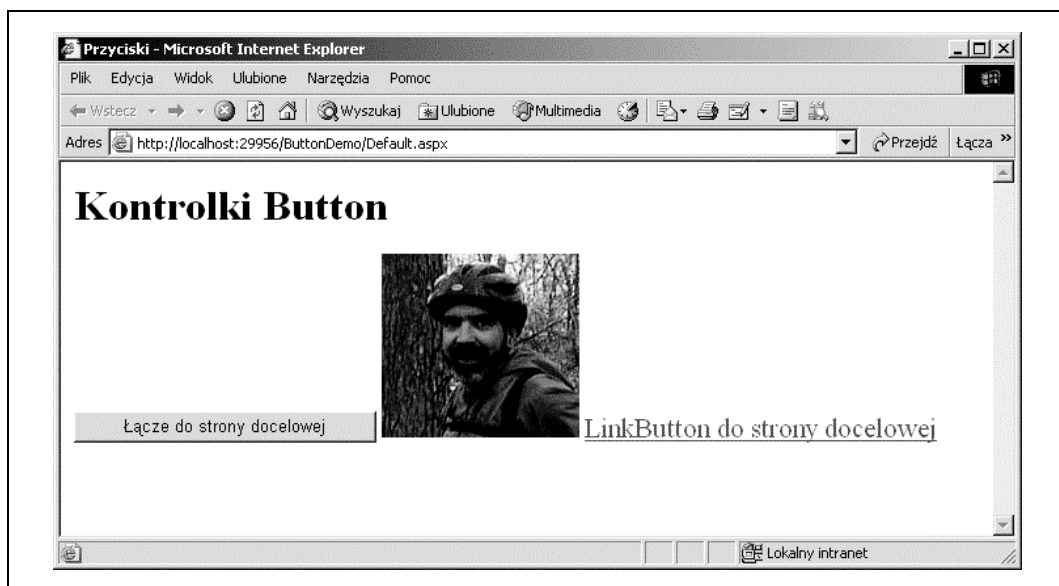 Przyciski - Microsoft Internet Explorer
Plik Edycja Widok Ulubione Narzędzia Pomoc
Wstecz Wyszukaj Ulubione Multimedia
Adres http://localhost:29956/ButtonDemo/Default.aspx Przejdź Łącza »
Kontrolki Button
Łącze do strony docelowej LinkButton do strony docelowej
Lokalny intranet